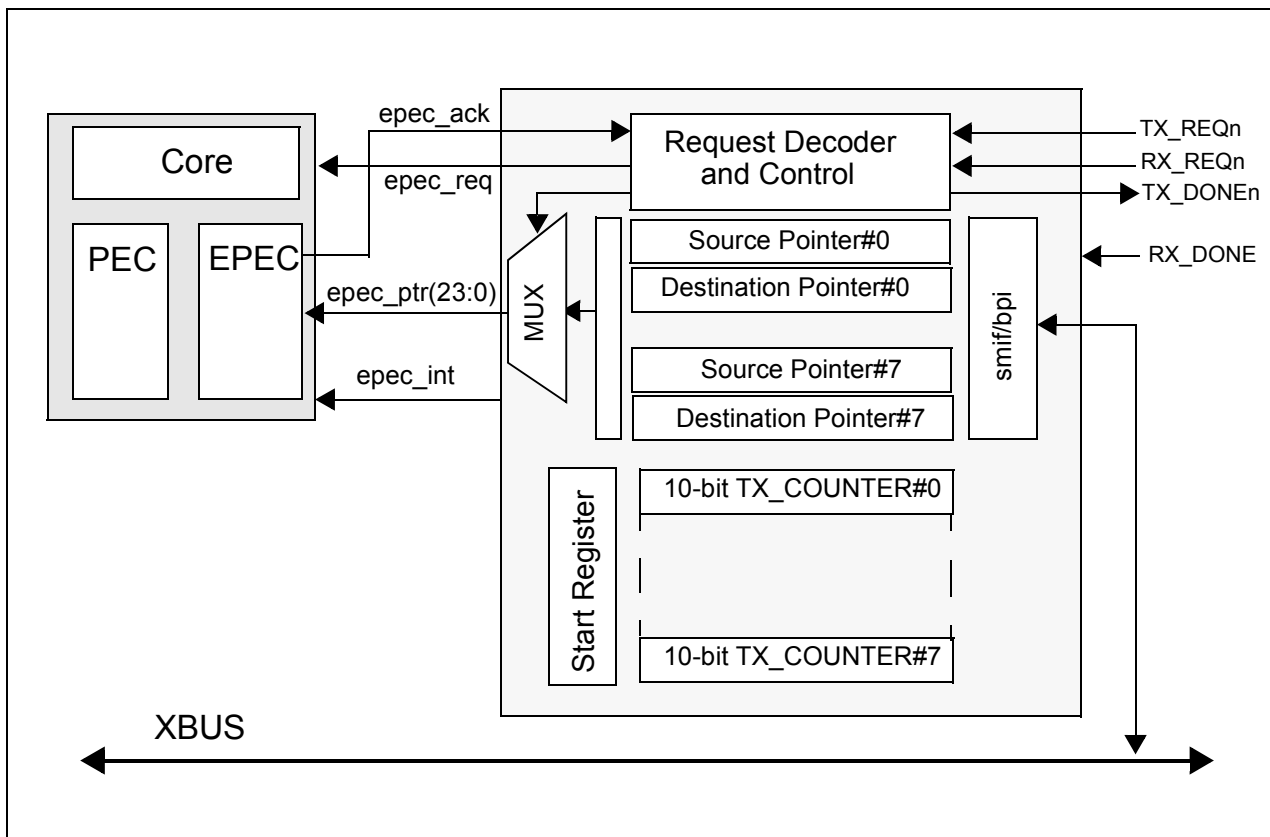 epec_ack
Core
epec_req
PEC
EPEC
epec_ptr(23:0)
epec_int
MUX
Request Decoder
and Control
Source Pointer#0
Destination Pointer#0
Source Pointer#7
Destination Pointer#7
smif/bpi
TX_REQn
RX_REQn
TX_DONEn
RX_DONE
Start Register
10-bit TX_COUNTER#0
10-bit TX_COUNTER#7
XBUS